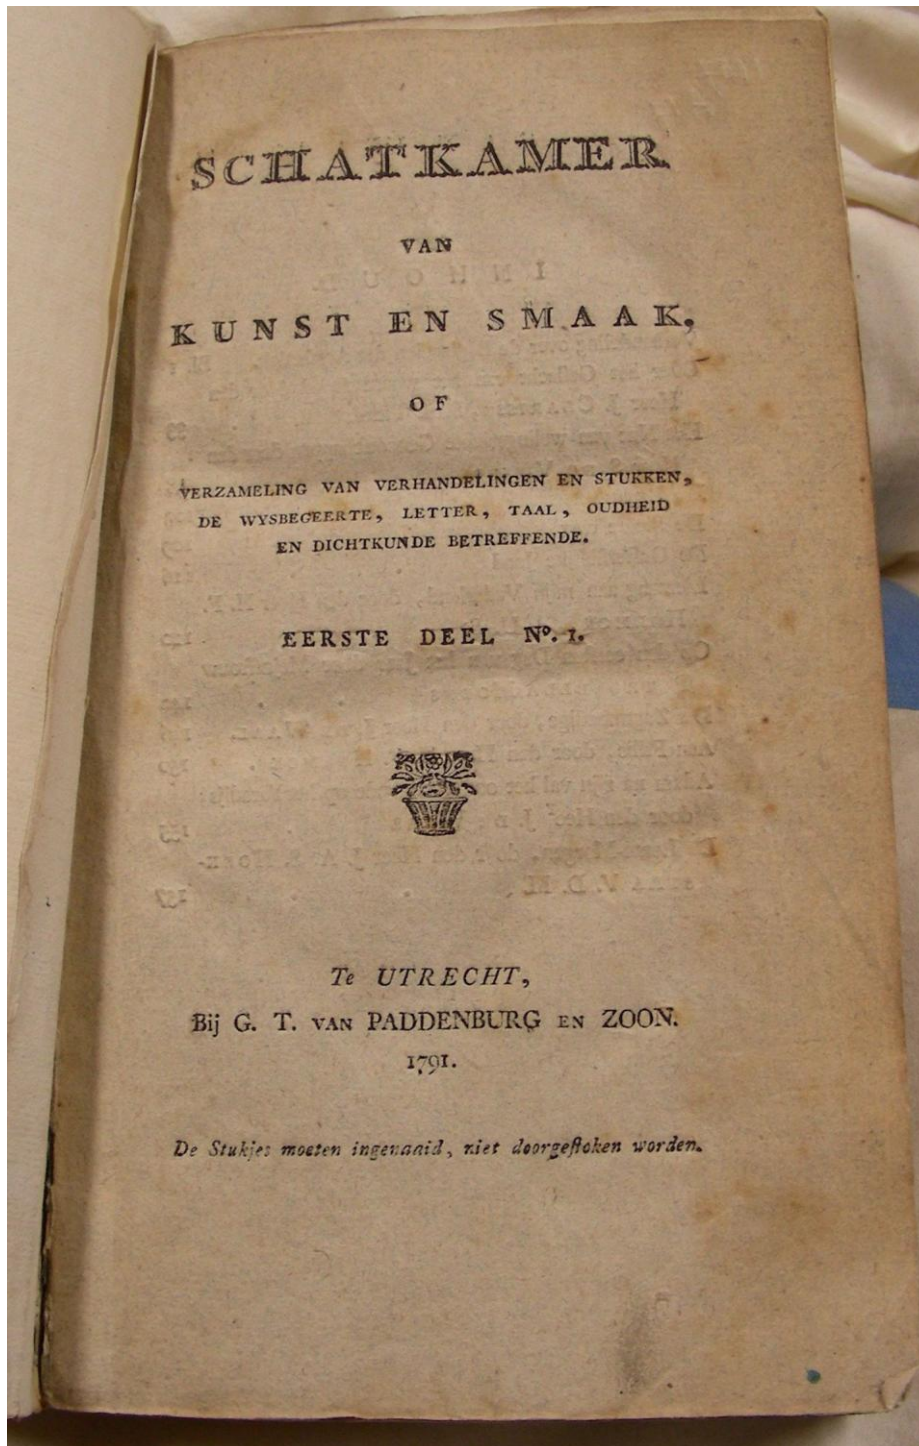 SCHATKAMER
VAN
KUNST EN SMAAK,
OF
VERZAMELING VAN VERHANDELINGEN EN STUKKEN,
DE WYSBEGEERTE, LETTER, TAAL, OUDHEID
EN DICHTKUNDE BETREFFENDE.
EERSTE DEEL Nº. 1.
Te UTRECHT,
Bij G. T. VAN PADDENBURG EN ZOON.
1791.
De Stukjes moeten ingenaaid, niet doorgeſtoken worden.